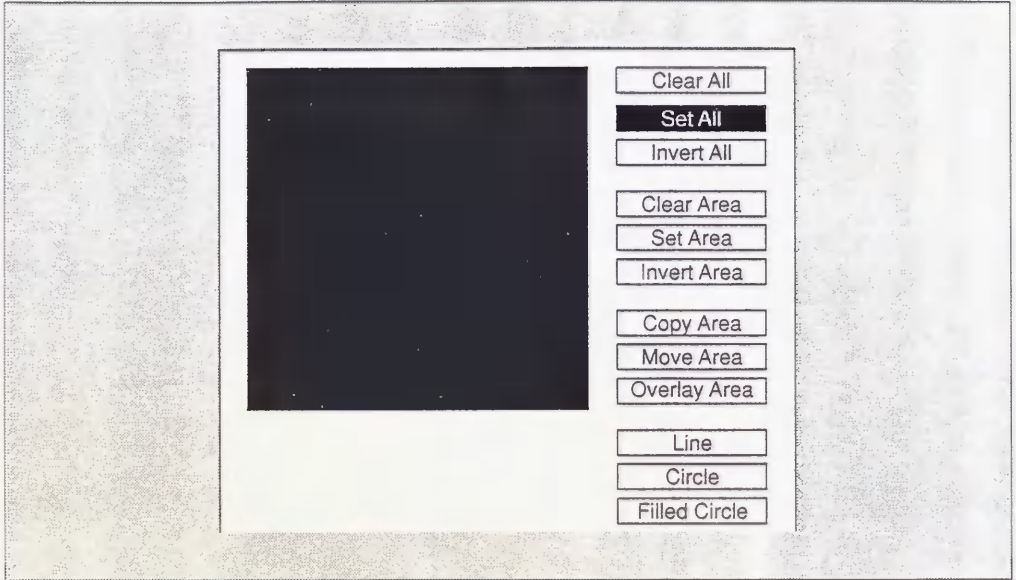 Clear All
Set All
Invert All
Clear Area
Set Area
Invert Area
Copy Area
Move Area
Overlay Area
Line
Circle
Filled Circle